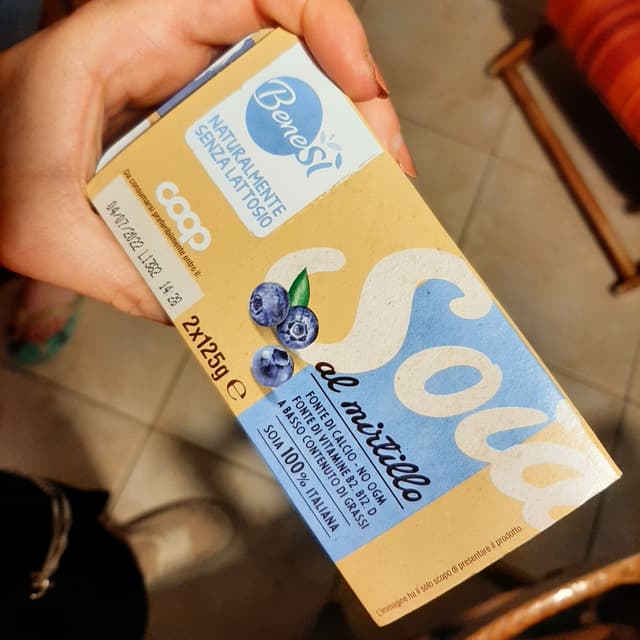 BeneSì
NATURALMENTE
SENZA LATTOSIO
coop
Da consumarsi preferibilmente entro il:
04/07/2022 L1382 14:28
2x125g e
Soia
al mirtillo
FONTE DI CALCIO - NO OGM
FONTE DI VITAMINE B2, B12, D
A BASSO CONTENUTO DI GRASSI
SOIA 100% ITALIANA
L'immagine ha il solo scopo di presentare il prodotto.